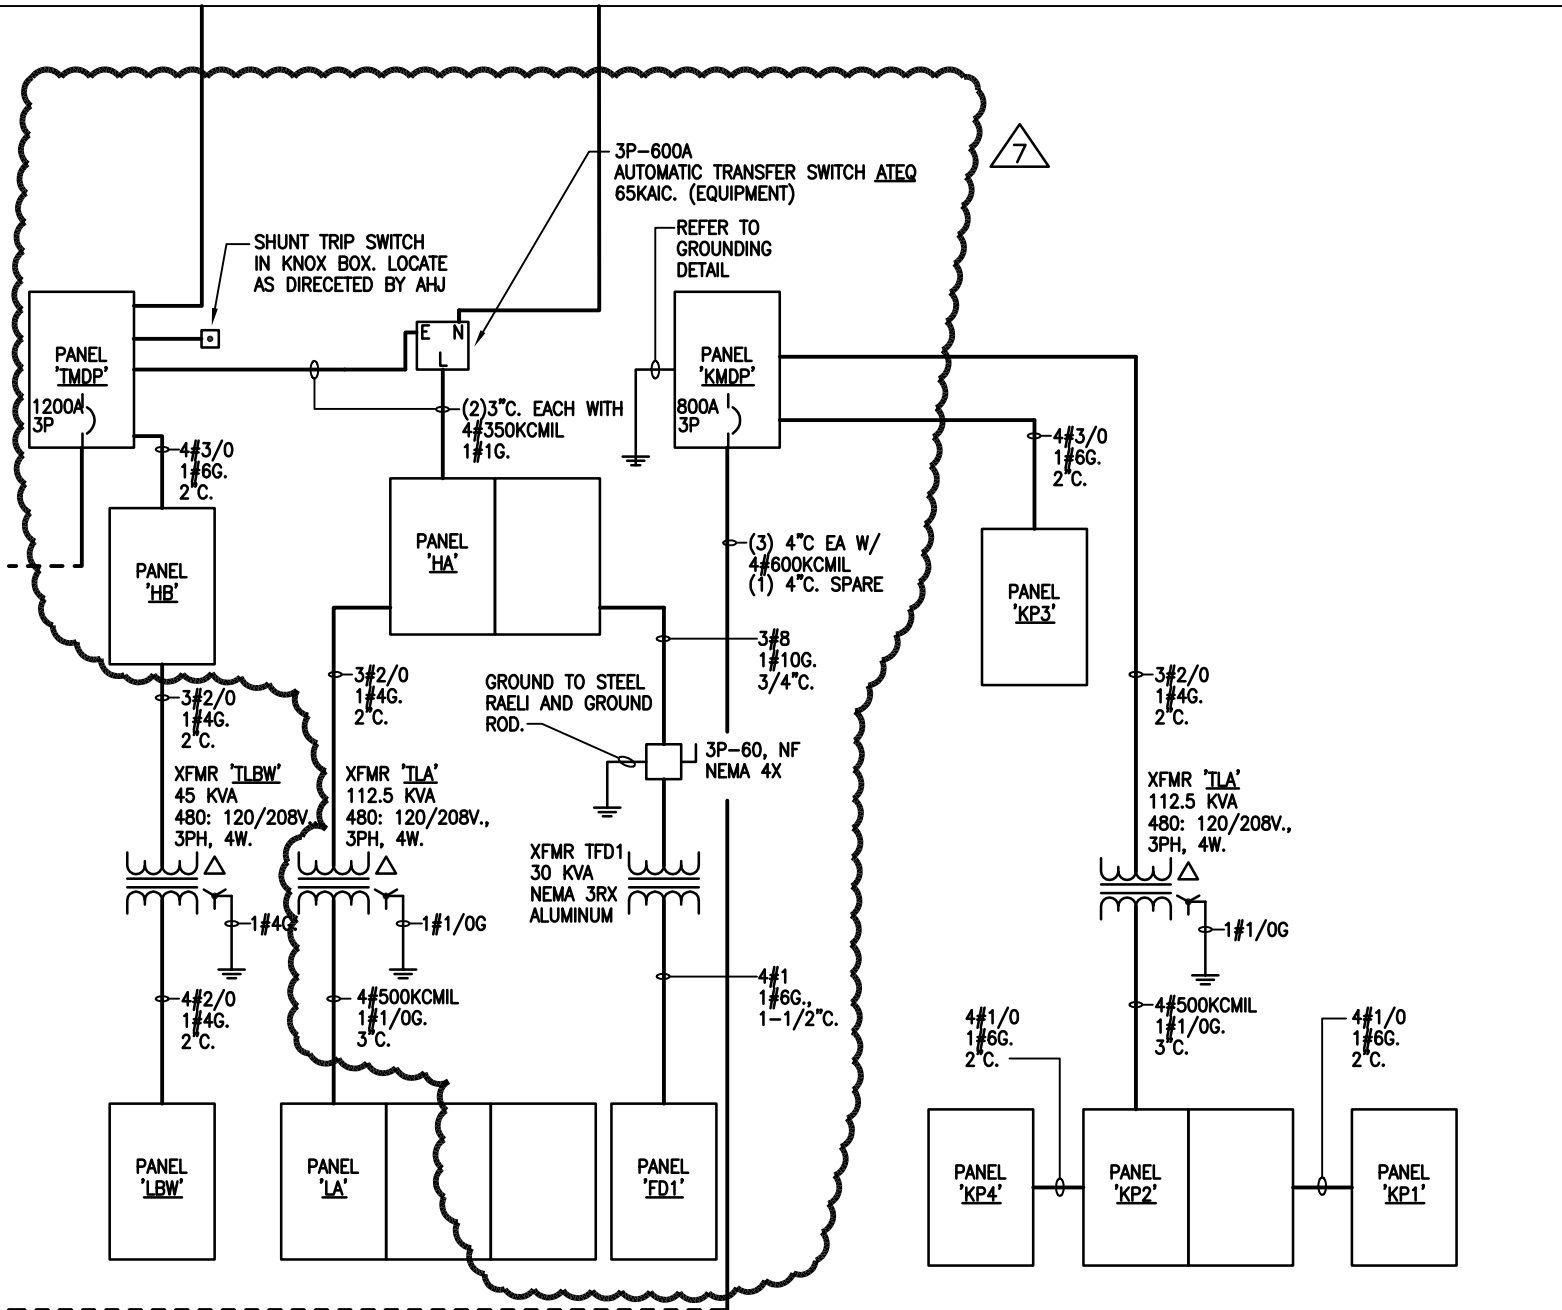 7
3P-600A
AUTOMATIC TRANSFER SWITCH ATEQ
65KAIC. (EQUIPMENT)
REFER TO
GROUNDING
DETAIL
SHUNT TRIP SWITCH
IN KNOX BOX. LOCATE
AS DIRECETED BY AHJ
E N
L
PANEL
'TMDP'
1200A
3P
PANEL
'KMDP'
800A
3P
(2)3"C. EACH WITH
4#350KCMIL
1#1G.
4#3/0
1#6G.
2"C.
4#3/0
1#6G.
2"C.
PANEL
'HB'
PANEL
'HA'
(3) 4"C EA W/
4#600KCMIL
(1) 4"C. SPARE
PANEL
'KP3'
3#8
1#10G.
3/4"C.
3#2/0
1#4G.
2"C.
3#2/0
1#4G.
2"C.
3#2/0
1#4G.
2"C.
GROUND TO STEEL
RAELI AND GROUND
ROD.
3P-60, NF
NEMA 4X
XFMR 'TLBW'
45 KVA
480: 120/208V.
3PH, 4W.
XFMR 'TLA'
112.5 KVA
480: 120/208V.,
3PH, 4W.
XFMR 'TLA'
112.5 KVA
480: 120/208V.,
3PH, 4W.
XFMR TFD1
30 KVA
NEMA 3RX
ALUMINUM
1#4G.
1#1/0G
1#1/0G
4#2/0
1#4G.
2"C.
4#500KCMIL
1#1/0G.
3"C.
4#1
1#6G.,
1-1/2"C.
4#1/0
1#6G.
2"C.
4#500KCMIL
1#1/0G.
3"C.
4#1/0
1#6G.
2"C.
PANEL
'LBW'
PANEL
'LA'
PANEL
'FD1'
PANEL
'KP4'
PANEL
'KP2'
PANEL
'KP1'